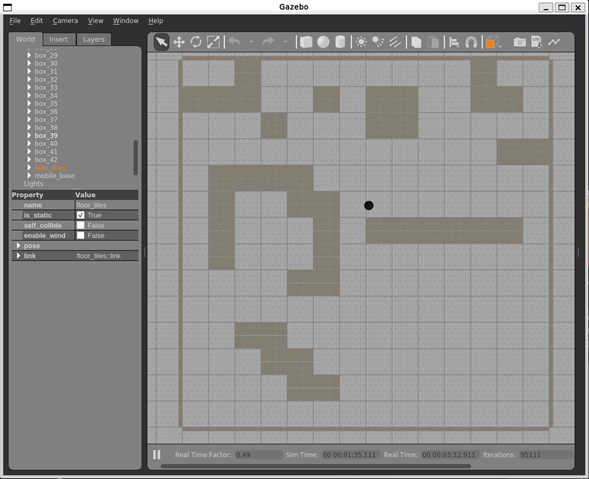 Gazebo
File Edit Camera View Window Help
World Insert Layers
box_29
box_30
box_31
box_32
box_33
box_34
box_35
box_36
box_37
box_38
box_39
box_40
box_41
box_42
floor_tiles
mobile_base
Lights
Property Value
name floor_tiles
is_static True
self_collide False
enable_wind False
pose
link floor_tiles::link
Real Time Factor: 0.49 Sim Time: 00 00:01:35.111 Real Time: 00 00:03:12.911 Iterations: 95111